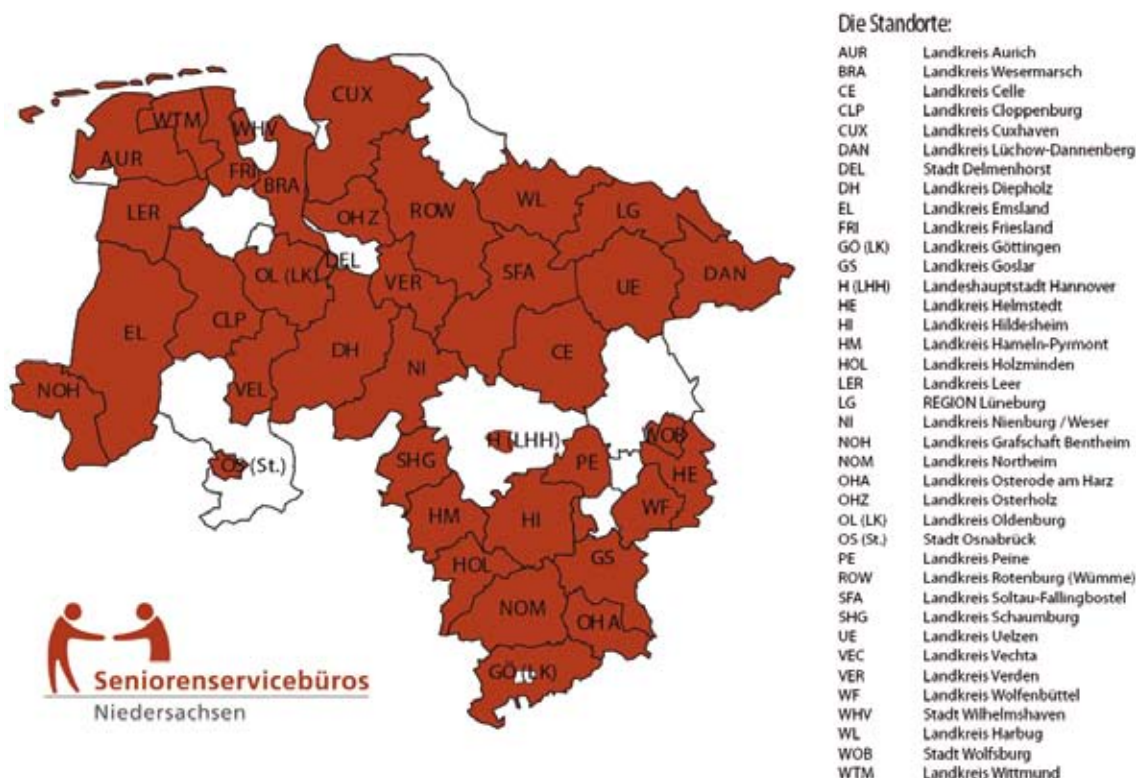 Die Standorte:
AUR Landkreis Aurich
BRA Landkreis Wesermarsch
CE Landkreis Celle
CLP Landkreis Cloppenburg
CUX Landkreis Cuxhaven
DAN Landkreis Lüchow-Dannenberg
DEL Stadt Delmenhorst
DH Landkreis Diepholz
EL Landkreis Emsland
FRI Landkreis Friesland
GÖ (LK) Landkreis Göttingen
GS Landkreis Goslar
H (LHH) Landeshauptstadt Hannover
HE Landkreis Helmstedt
HI Landkreis Hildesheim
HM Landkreis Hameln-Pyrmont
HOL Landkreis Holzminden
LER Landkreis Leer
LG REGION Lüneburg
NI Landkreis Nienburg / Weser
NOH Landkreis Grafschaft Bentheim
NOM Landkreis Northeim
OHA Landkreis Osterode am Harz
OHZ Landkreis Osterholz
OL (LK) Landkreis Oldenburg
OS (St.) Stadt Osnabrück
PE Landkreis Peine
ROW Landkreis Rotenburg (Wümme)
SFA Landkreis Soltau-Fallingbostel
SHG Landkreis Schaumburg
UE Landkreis Uelzen
VEC Landkreis Vechta
VER Landkreis Verden
WF Landkreis Wolfenbüttel
WHV Stadt Wilhelmshaven
WL Landkreis Harbug
WOB Stadt Wolfsburg
WTM Landkreis Wittmund
CUX
WTM
WHV
AUR
FRI
BRA
LER
OHZ
ROW
WL
LG
DEL
OL (LK)
VER
SFA
UE
DAN
EL
CLP
DH
NI
CE
NOH
VEL
H (LHH)
WOB
OS (St.)
SHG
PE
HE
HM
HI
WF
HOL
GS
NOM
OHA
GÖ (LK)
Seniorenservicebüros
Niedersachsen